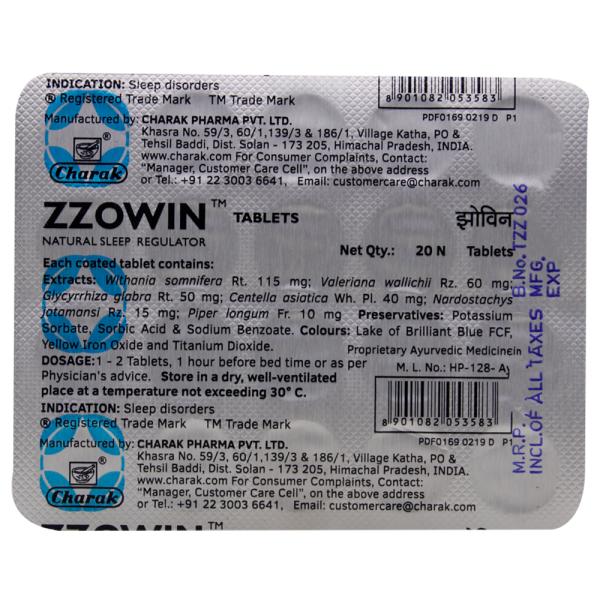 INDICATION: Sleep disorders
® Registered Trade Mark TM Trade Mark
8 901082 053583
PDF0169 0219 D P1
Manufactured by: CHARAK PHARMA PVT. LTD.
Khasra No. 59/3, 60/1,139/3 & 186/1, Village Katha, PO &
Tehsil Baddi, Dist. Solan - 173 205, Himachal Pradesh, INDIA.
www.charak.com For Consumer Complaints, Contact:
"Manager, Customer Care Cell", on the above address
or Tel.: +91 22 3003 6641, Email: customercare@charak.com
Charak ®
ZZOWIN™ TABLETS झोविन
NATURAL SLEEP REGULATOR
Net Qty.: 20 N Tablets
Each coated tablet contains:
Extracts: Withania somnifera Rt. 115 mg; Valeriana wallichii Rz. 60 mg;
Glycyrrhiza glabra Rt. 50 mg; Centella asiatica Wh. Pl. 40 mg; Nardostachys
jatamansi Rz. 15 mg; Piper longum Fr. 10 mg Preservatives: Potassium
Sorbate, Sorbic Acid & Sodium Benzoate. Colours: Lake of Brilliant Blue FCF,
Yellow Iron Oxide and Titanium Dioxide.
Proprietary Ayurvedic Medicine
DOSAGE:1 - 2 Tablets, 1 hour before bed time or as per
Physician's advice. Store in a dry, well-ventilated
place at a temperature not exceeding 30° C.
M. L. No.: HP-128- Ay
INDICATION: Sleep disorders
® Registered Trade Mark TM Trade Mark
8 901082 053583
PDF0169 0219 D P1
Manufactured by: CHARAK PHARMA PVT. LTD.
Khasra No. 59/3, 60/1,139/3 & 186/1, Village Katha, PO &
Tehsil Baddi, Dist. Solan - 173 205, Himachal Pradesh, INDIA.
www.charak.com For Consumer Complaints, Contact:
"Manager, Customer Care Cell" on the above address
or Tel.: +91 22 3003 6641, Email: customercare@charak.com
Charak ®
ZZOWIN™
B.No. TZZ 026
MFG.
EXP
M.R.P.
INCL.OF ALL TAXES